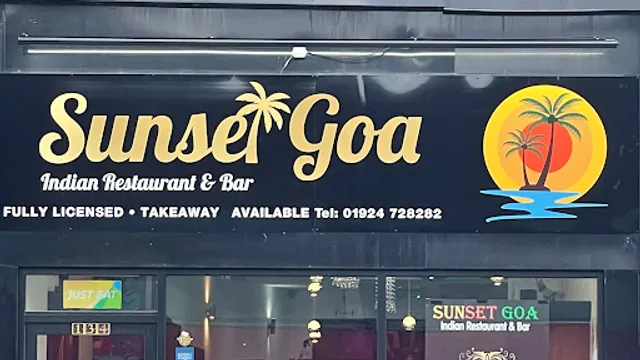 Sunset Goa
Indian Restaurant & Bar
FULLY LICENSED • TAKEAWAY AVAILABLE Tel: 01924 728282
JUST EAT
134
SUNSET GOA
Indian Restaurant & Bar